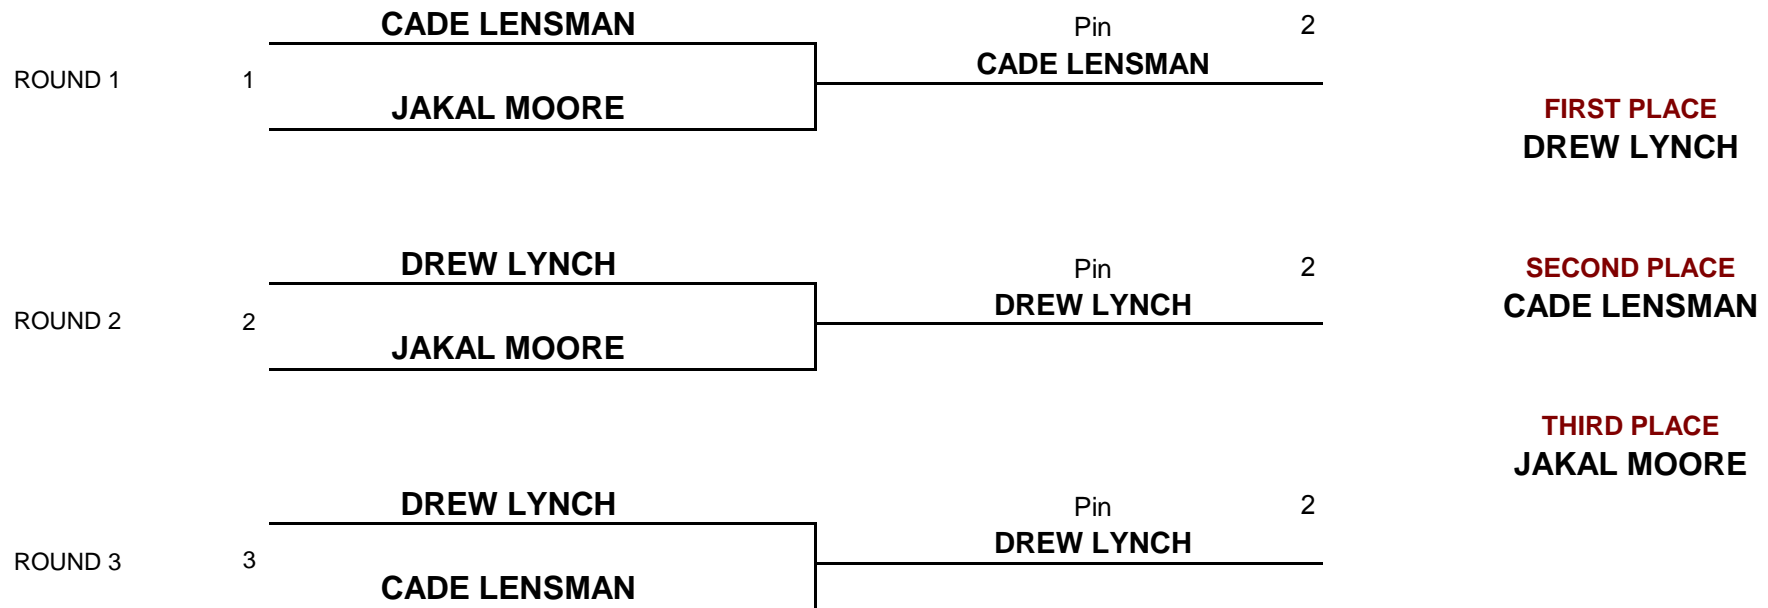 CADE LENSMAN
Pin 2
CADE LENSMAN
ROUND 1 1
JAKAL MOORE
FIRST PLACE
DREW LYNCH
DREW LYNCH
Pin 2
SECOND PLACE
DREW LYNCH
CADE LENSMAN
ROUND 2 2
JAKAL MOORE
THIRD PLACE
JAKAL MOORE
DREW LYNCH
Pin 2
DREW LYNCH
ROUND 3 3
CADE LENSMAN